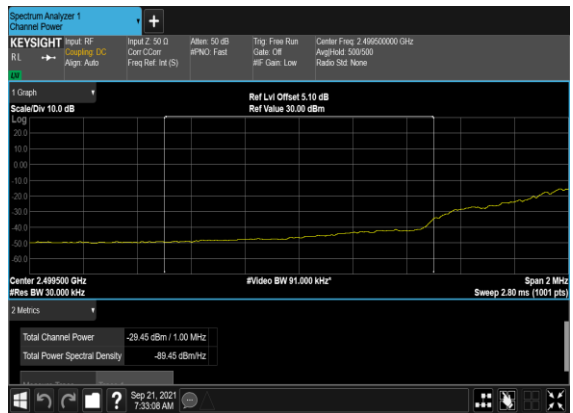 Spectrum Analyzer 1
Channel Power
KEYSIGHT Input: RF Input Z: 50 Ω Atten: 50 dB Trig: Free Run Center Freq: 2.499500000 GHz
Coupling: DC Corr CCorr #PNO: Fast Gate: Off Avg|Hold: 500/500
RL Align: Auto Freq Ref: Int (S) #IF Gain: Low Radio Std: None
LW
1 Graph
Ref Lvl Offset 5.10 dB
Scale/Div 10.0 dB Ref Value 30.00 dBm
Log
20.0
10.0
0.00
-10.0
-20.0
-30.0
-40.0
-50.0
-60.0
Center 2.499500 GHz #Video BW 91.000 kHz* Span 2 MHz
#Res BW 30.000 kHz Sweep 2.80 ms (1001 pts)
2 Metrics
Total Channel Power -29.45 dBm / 1.00 MHz
Total Power Spectral Density -89.45 dBm/Hz
? Sep 21, 2021
7:33:08 AM